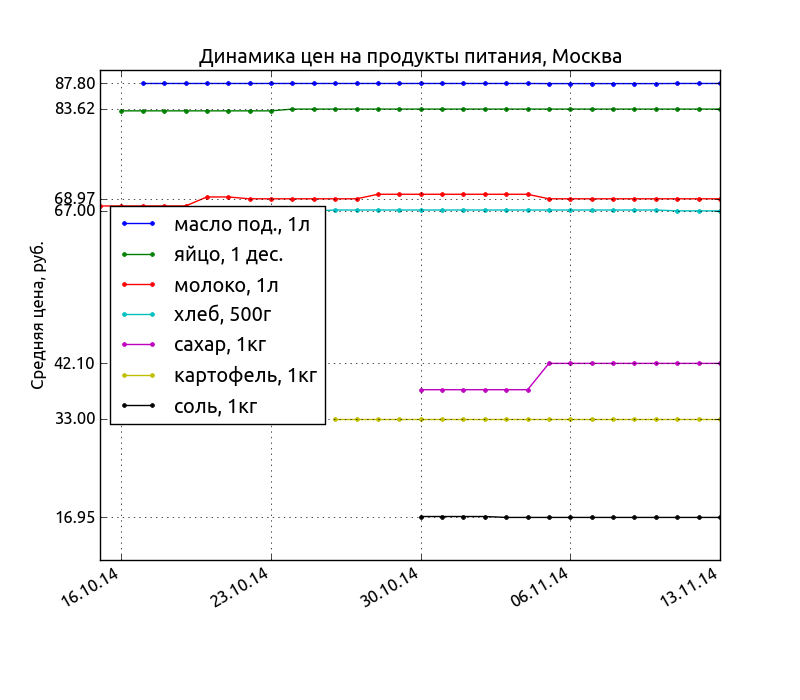 Динамика цен на продукты питания, Москва
Средняя цена, руб.
87.80
83.62
68.97
67.00
42.10
33.00
16.95
масло под., 1л
яйцо, 1 дес.
молоко, 1л
хлеб, 500г
сахар, 1кг
картофель, 1кг
соль, 1кг
16.10.14
23.10.14
30.10.14
06.11.14
13.11.14